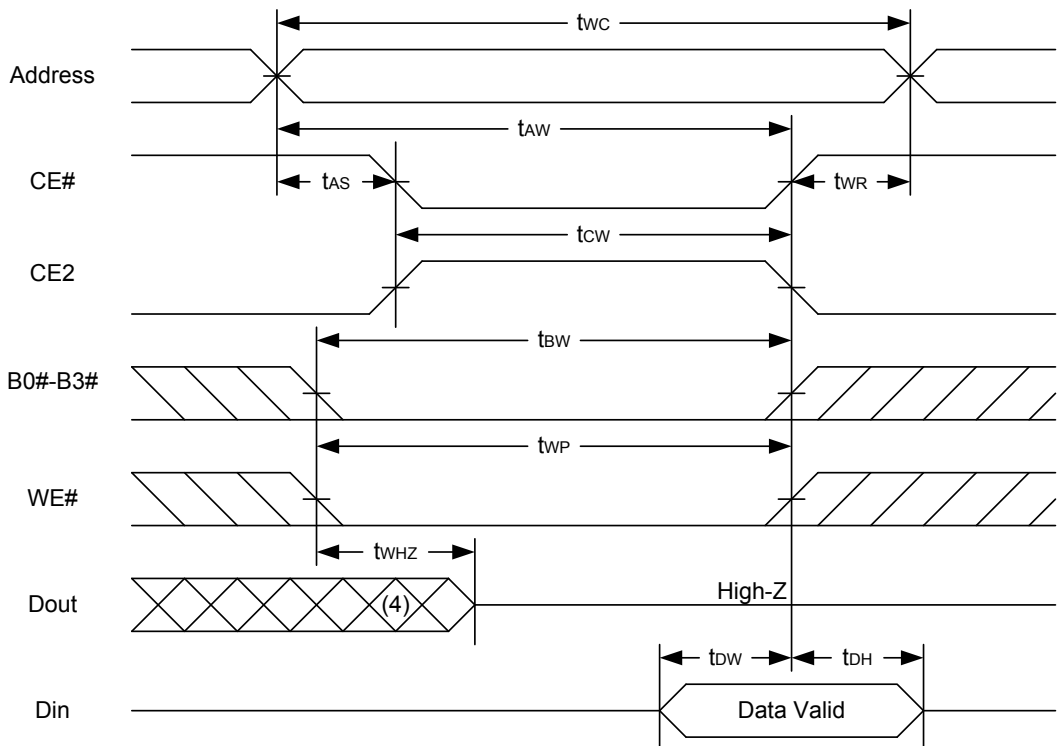 tWC
Address
tAW
CE#
tAS
tWR
tCW
CE2
tBW
B0#-B3#
tWP
WE#
tWHZ
Dout
(4)
High-Z
tDW
tDH
Din
Data Valid